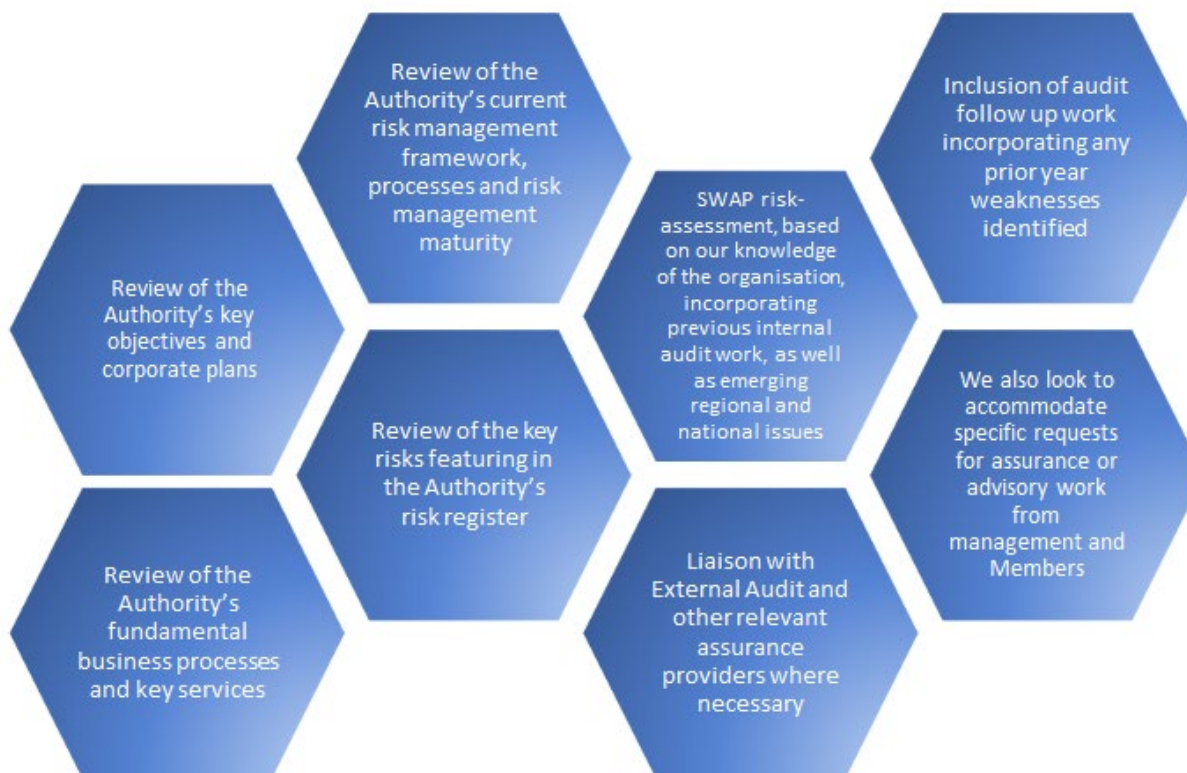 Review of the
Authority's current
risk management
framework,
processes and risk
management
maturity
Inclusion of audit
follow up work
incorporating any
prior year
weaknesses
identified
SWAP risk-
assessment, based
on our knowledge
of the organisation,
incorporating
previous internal
audit work, as well
as emerging
regional and
national issues
Review of the
Authority's key
objectives and
corporate plans
Review of the key
risks featuring in
the Authority's
risk register
We also look to
accommodate
specific requests
for assurance or
advisory work
from
management and
Members
Review of the
Authority's
fundamental
business processes
and key services
Liaison with
External Audit and
other relevant
assurance
providers where
necessary